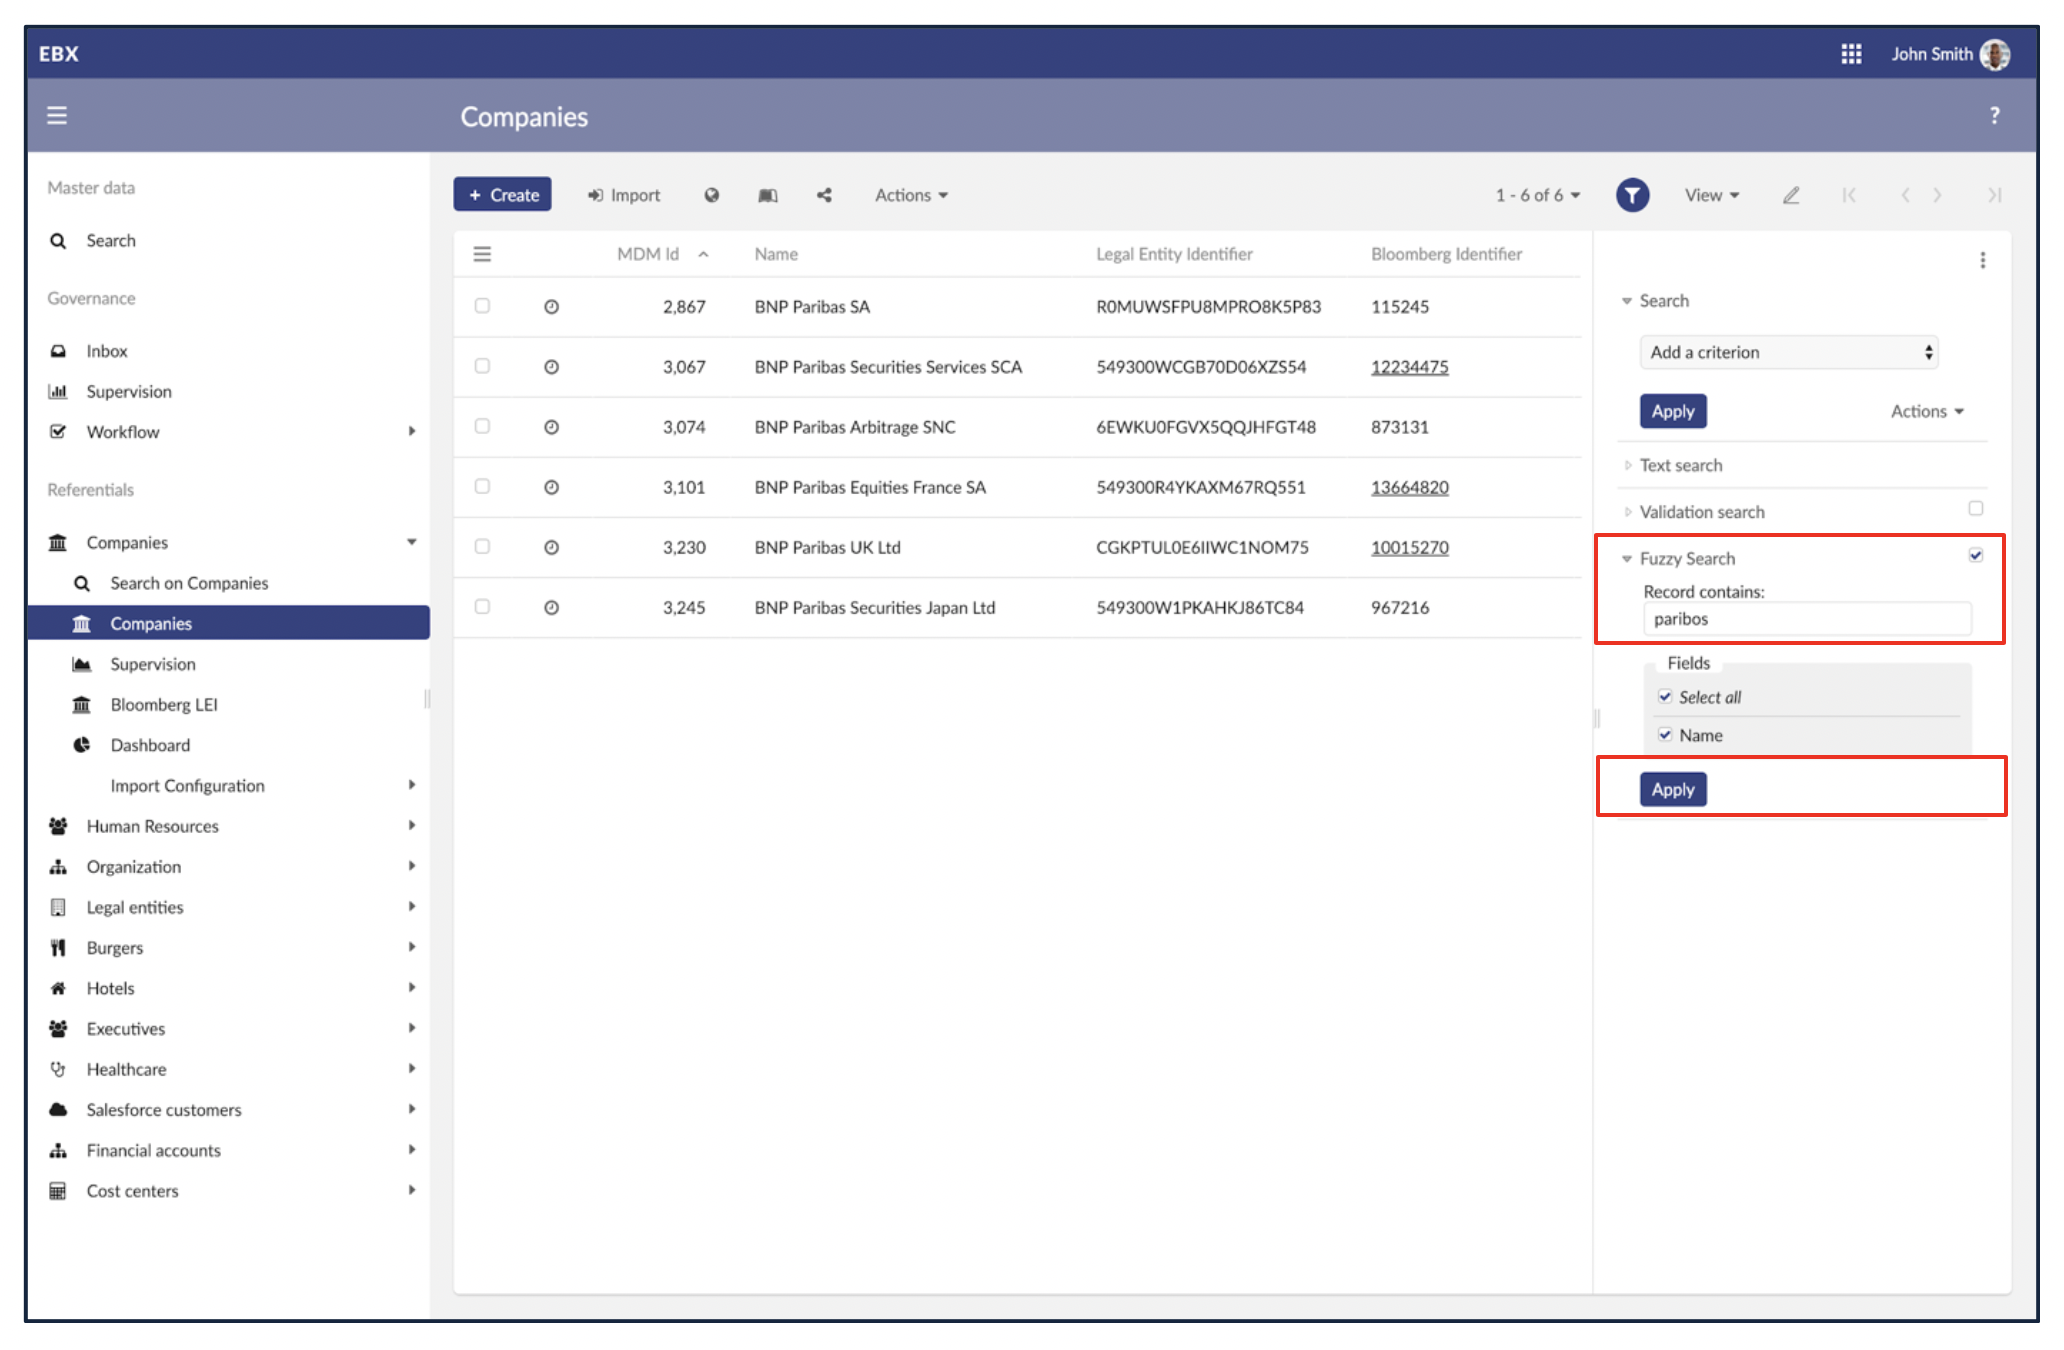 EBX
John Smith
Companies
?
Master data
Search
Governance
Inbox
Supervision
Workflow
Referentials
Companies
Search on Companies
Companies
Supervision
Bloomberg LEI
Dashboard
Import Configuration
Human Resources
Organization
Legal entities
Burgers
Hotels
Executives
Healthcare
Salesforce customers
Financial accounts
Cost centers
+ Create Import Actions 1 - 6 of 6 View
MDM Id Name Legal Entity Identifier Bloomberg Identifier
2,867 BNP Paribas SA R0MUWSFPU8MPRO8K5P83 115245
3,067 BNP Paribas Securities Services SCA 549300WCGB70D06XZS54 12234475
3,074 BNP Paribas Arbitrage SNC 6EWKU0FGVX5QQJHFGT48 873131
3,101 BNP Paribas Equities France SA 549300R4YKAXM67RQ551 13664820
3,230 BNP Paribas UK Ltd CGKPTUL0E6IIWC1NOM75 10015270
3,245 BNP Paribas Securities Japan Ltd 549300W1PKAHKJ86TC84 967216
Search
Add a criterion
Apply Actions
Text search
Validation search
Fuzzy Search
Record contains:
paribos
Fields
Select all
Name
Apply